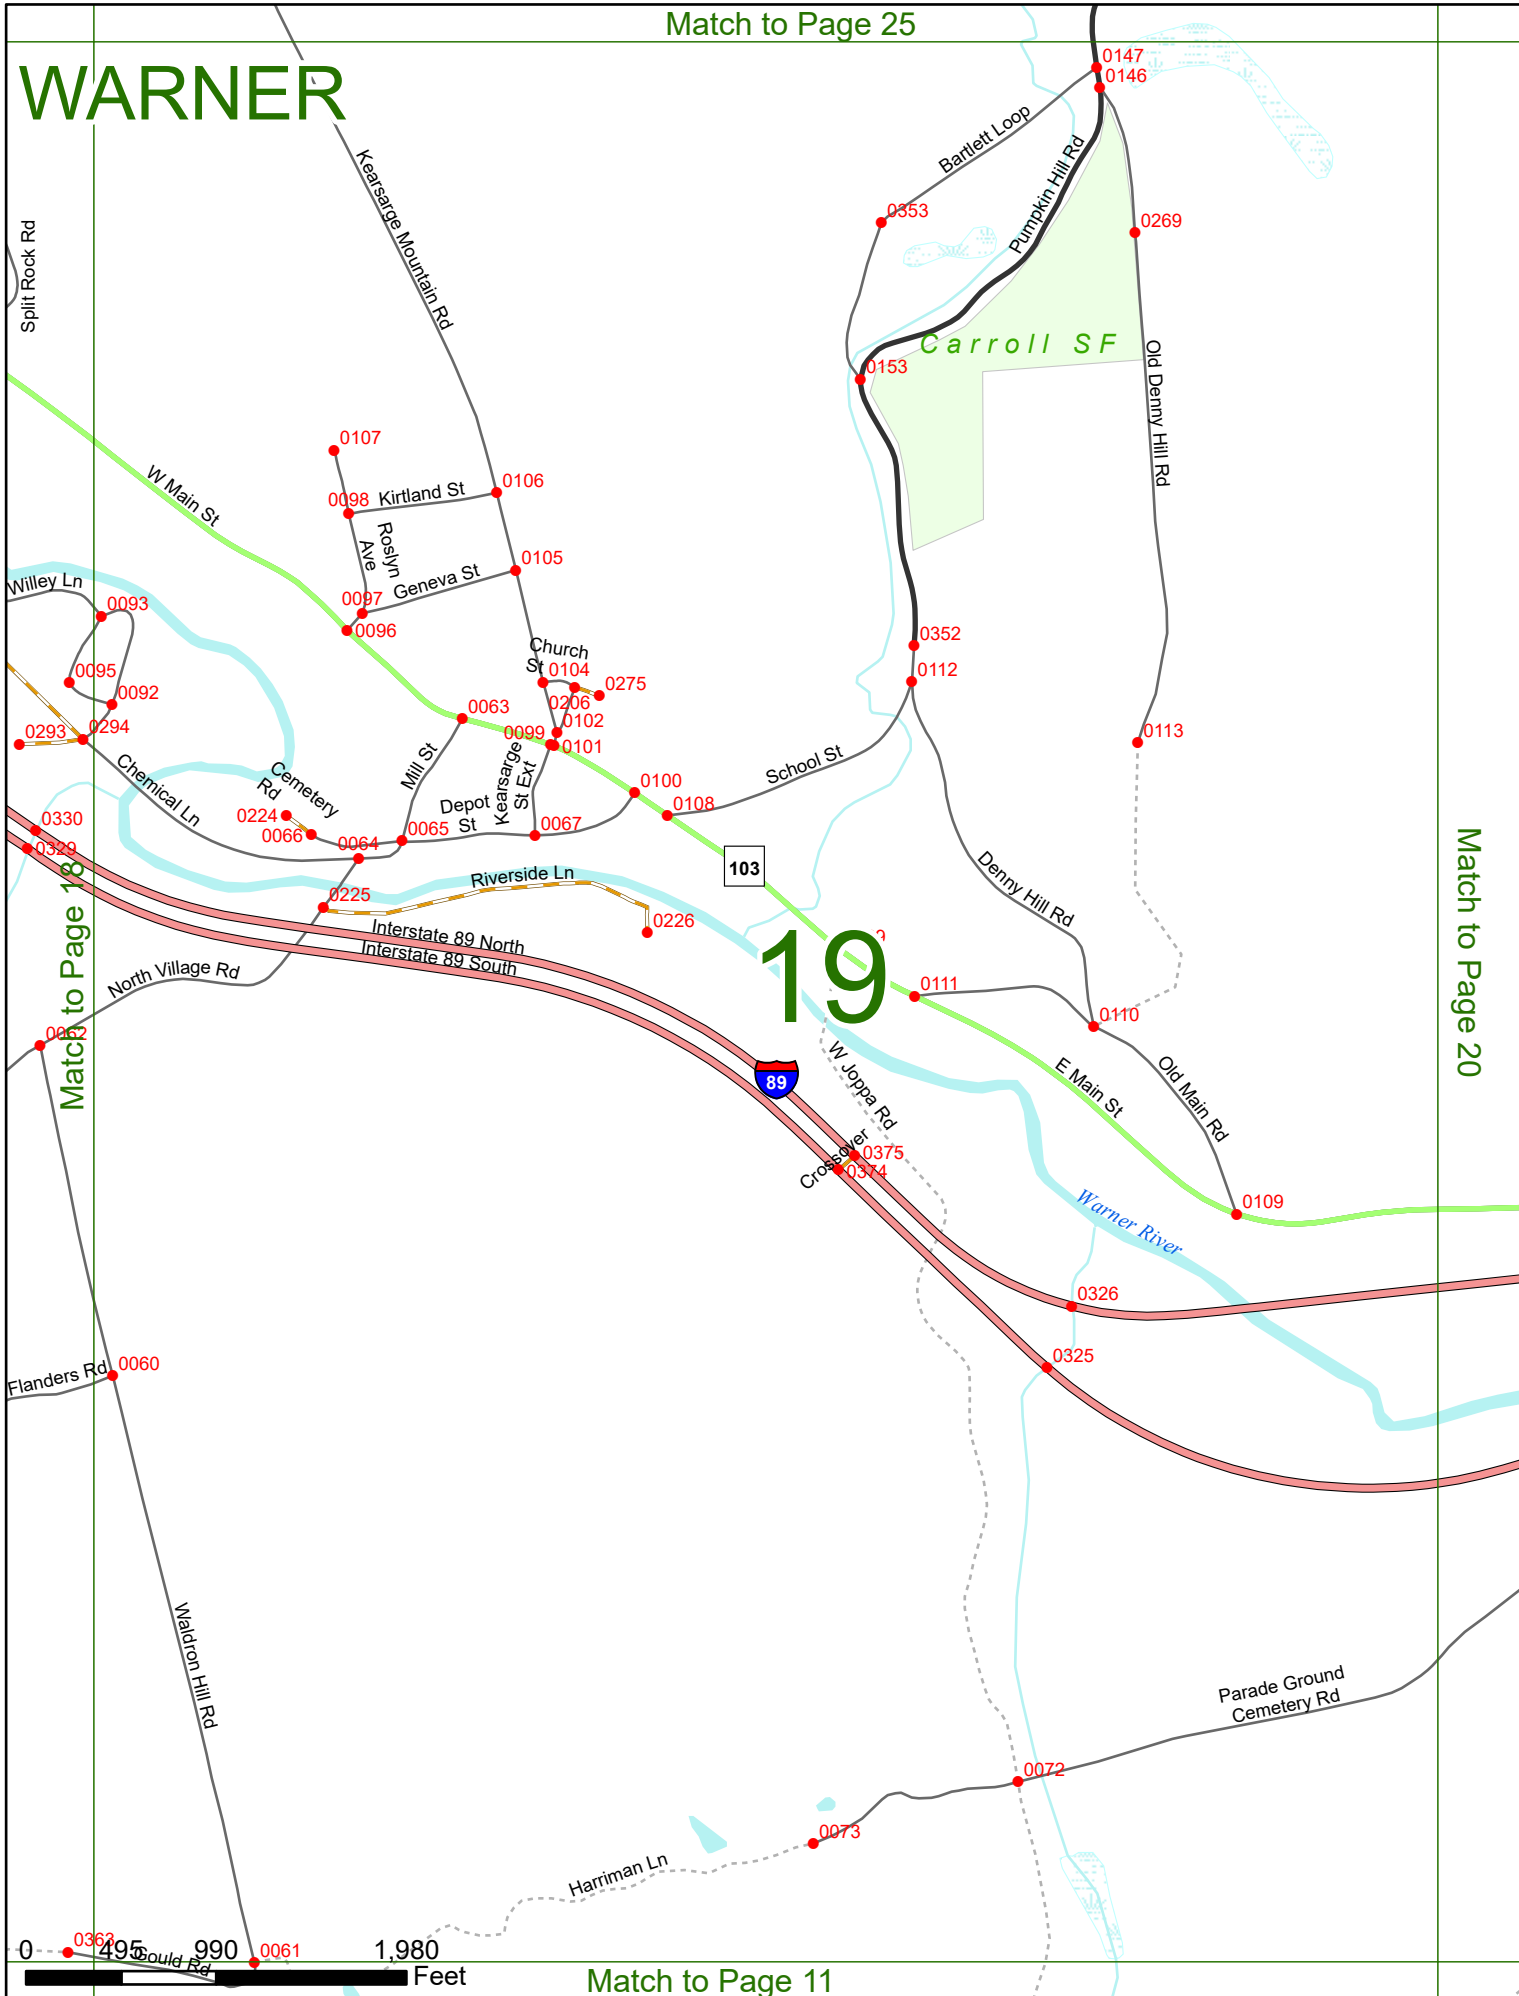 Match to Page 25
WARNER
0147
0146
Bartlett Loop
Pumpkin Hill Rd
Kearsarge Mountain Rd
0353
0269
Split Rock Rd
Carroll SF
Old Denny Hill Rd
0153
0107
W Main St
0106
Kirtland St
0098
Roslyn
Ave
0105
Geneva St
Willey Ln
0093
0097
0096
0352
Church
St
0104
0275
0112
0095
0092
0206
0063
0102
0293
0294
0099
0101
0113
Kearsarge
St Ext
Mill St
School St
Chemical Ln
Cemetery
Rd
0100
0224
Depot
St
0108
0330
0066
0065
0067
0329
0064
103
Match to Page 18
Match to Page 20
Riverside Ln
Denny Hill Rd
0225
0226
Interstate 89 North
Interstate 89 South
9
19
North Village Rd
0111
0110
0062
W Joppa Rd
E Main St
Old Main Rd
89
Crossover
0375
0374
0109
Warner River
0326
0325
Flanders Rd
0060
Waldron Hill Rd
Parade Ground
Cemetery Rd
0072
0073
Harriman Ln
0363
0061
Gould Rd
0 495 990 1,980
Feet
Match to Page 11